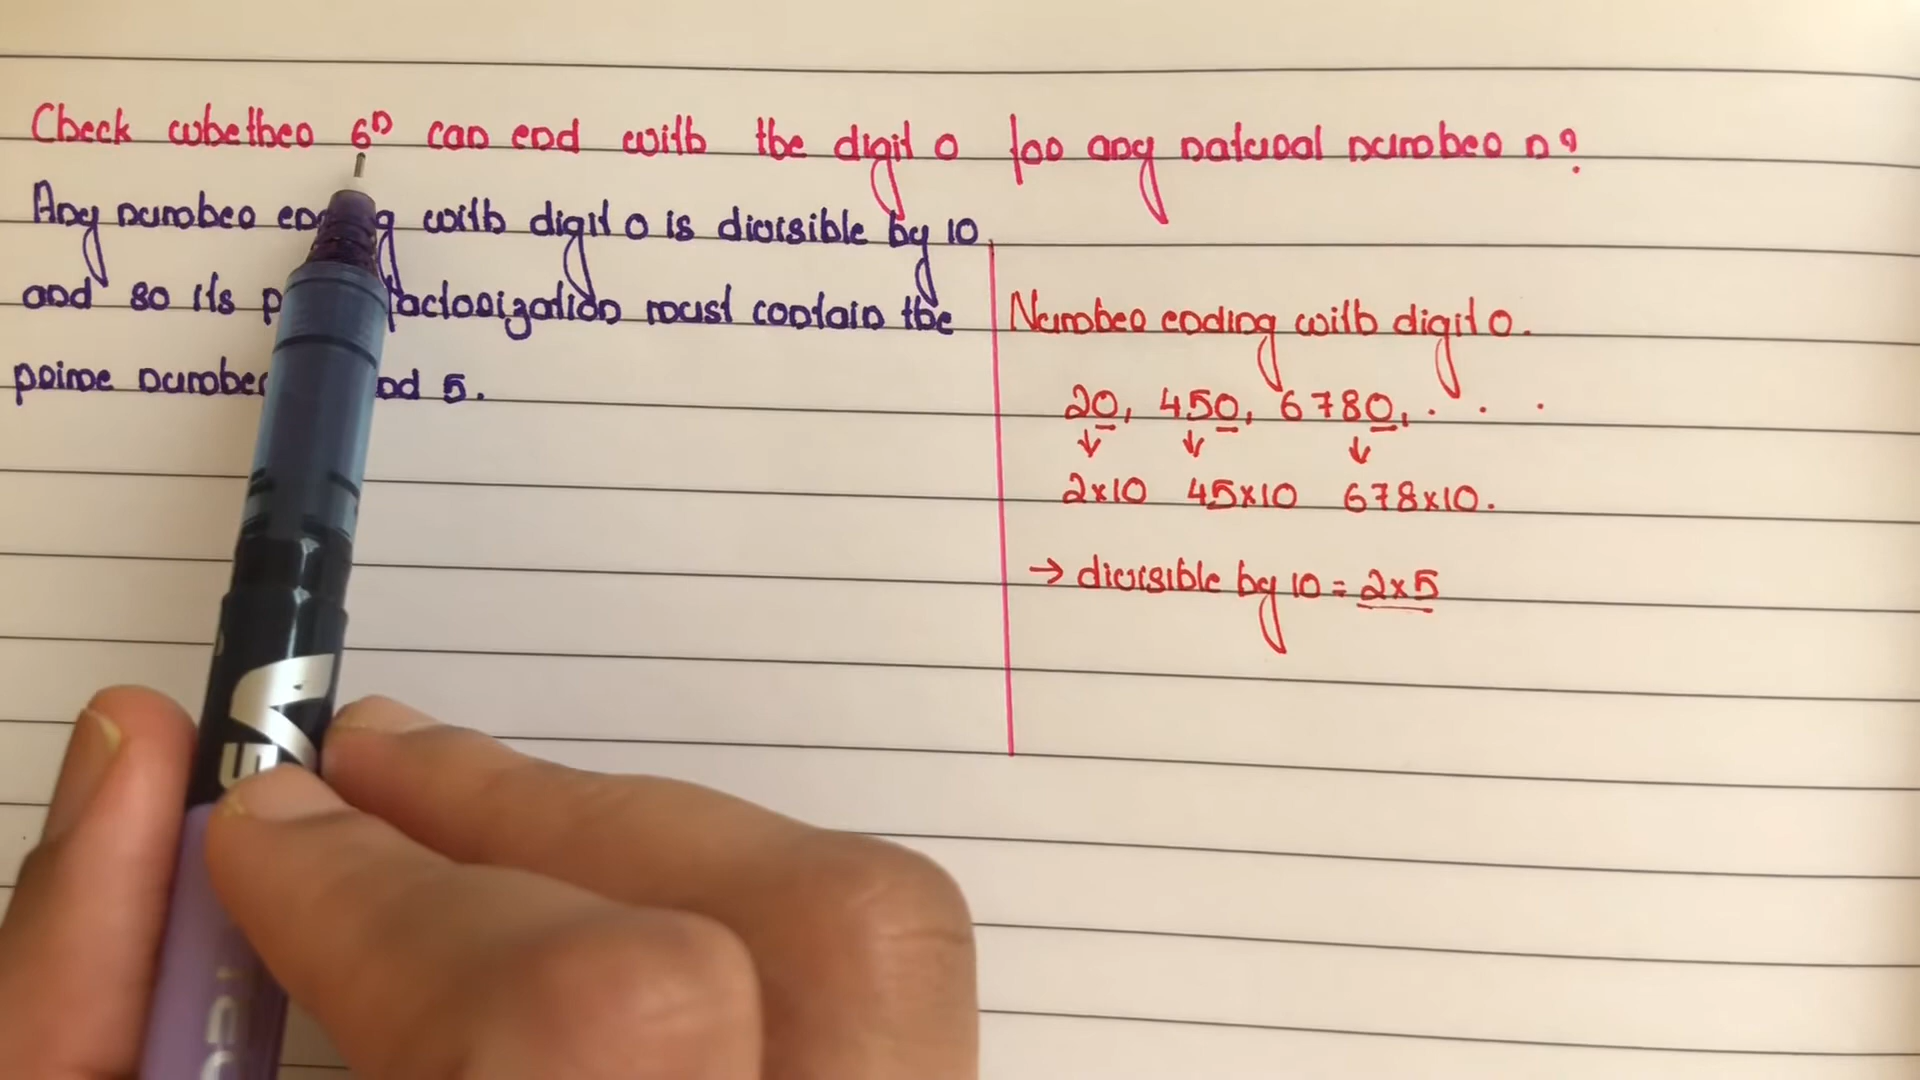 Check whether 6ⁿ can end with the digit 0 for any natural number n?
Any number ending with digit 0 is divisible by 10
and so its factorization must contain the
prime number 5.
Number ending with digit 0.
20, 450, 6780, . . .
↓ ↓ ↓
2×10 45×10 678×10.
→ divisible by 10 = 2×5